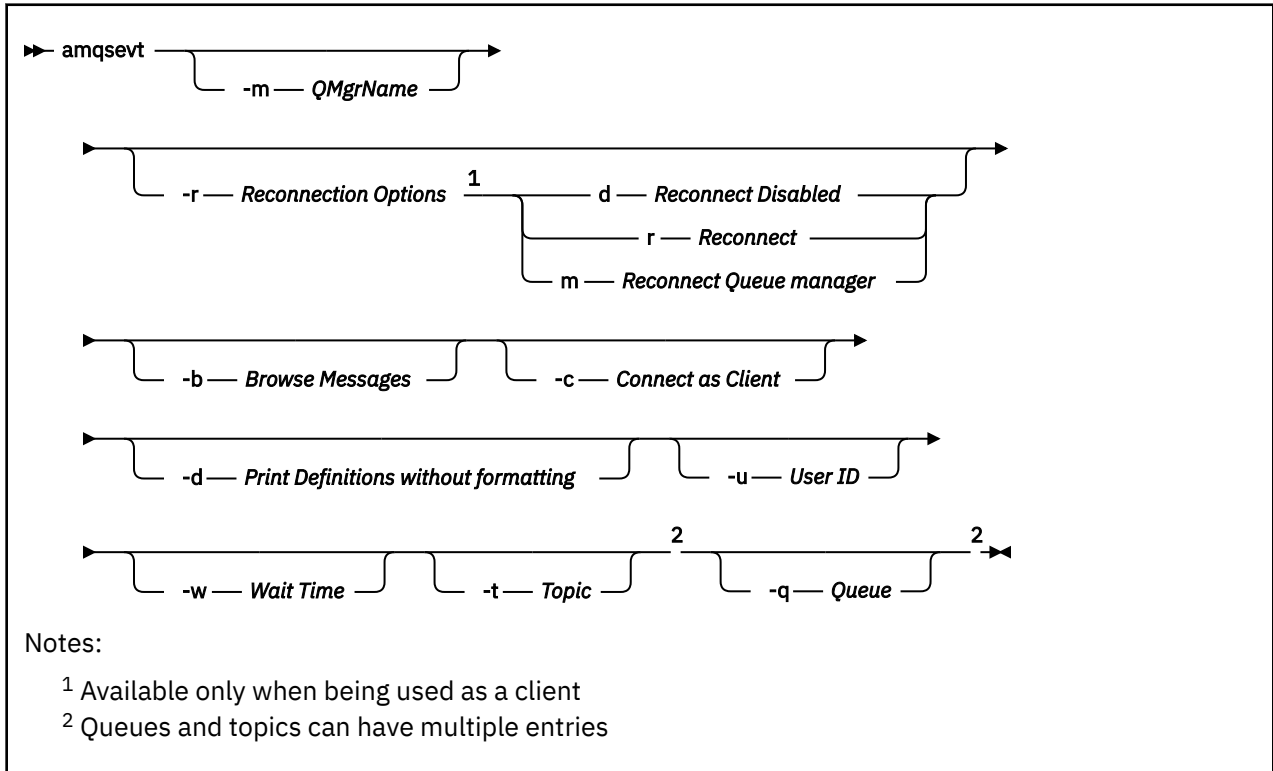 amqsevt
-m QMgrName
-r Reconnection Options 1 d Reconnect Disabled
r Reconnect
m Reconnect Queue manager
-b Browse Messages -c Connect as Client
-d Print Definitions without formatting -u User ID
2 2
-w Wait Time -t Topic -q Queue
Notes:
1 Available only when being used as a client
2 Queues and topics can have multiple entries